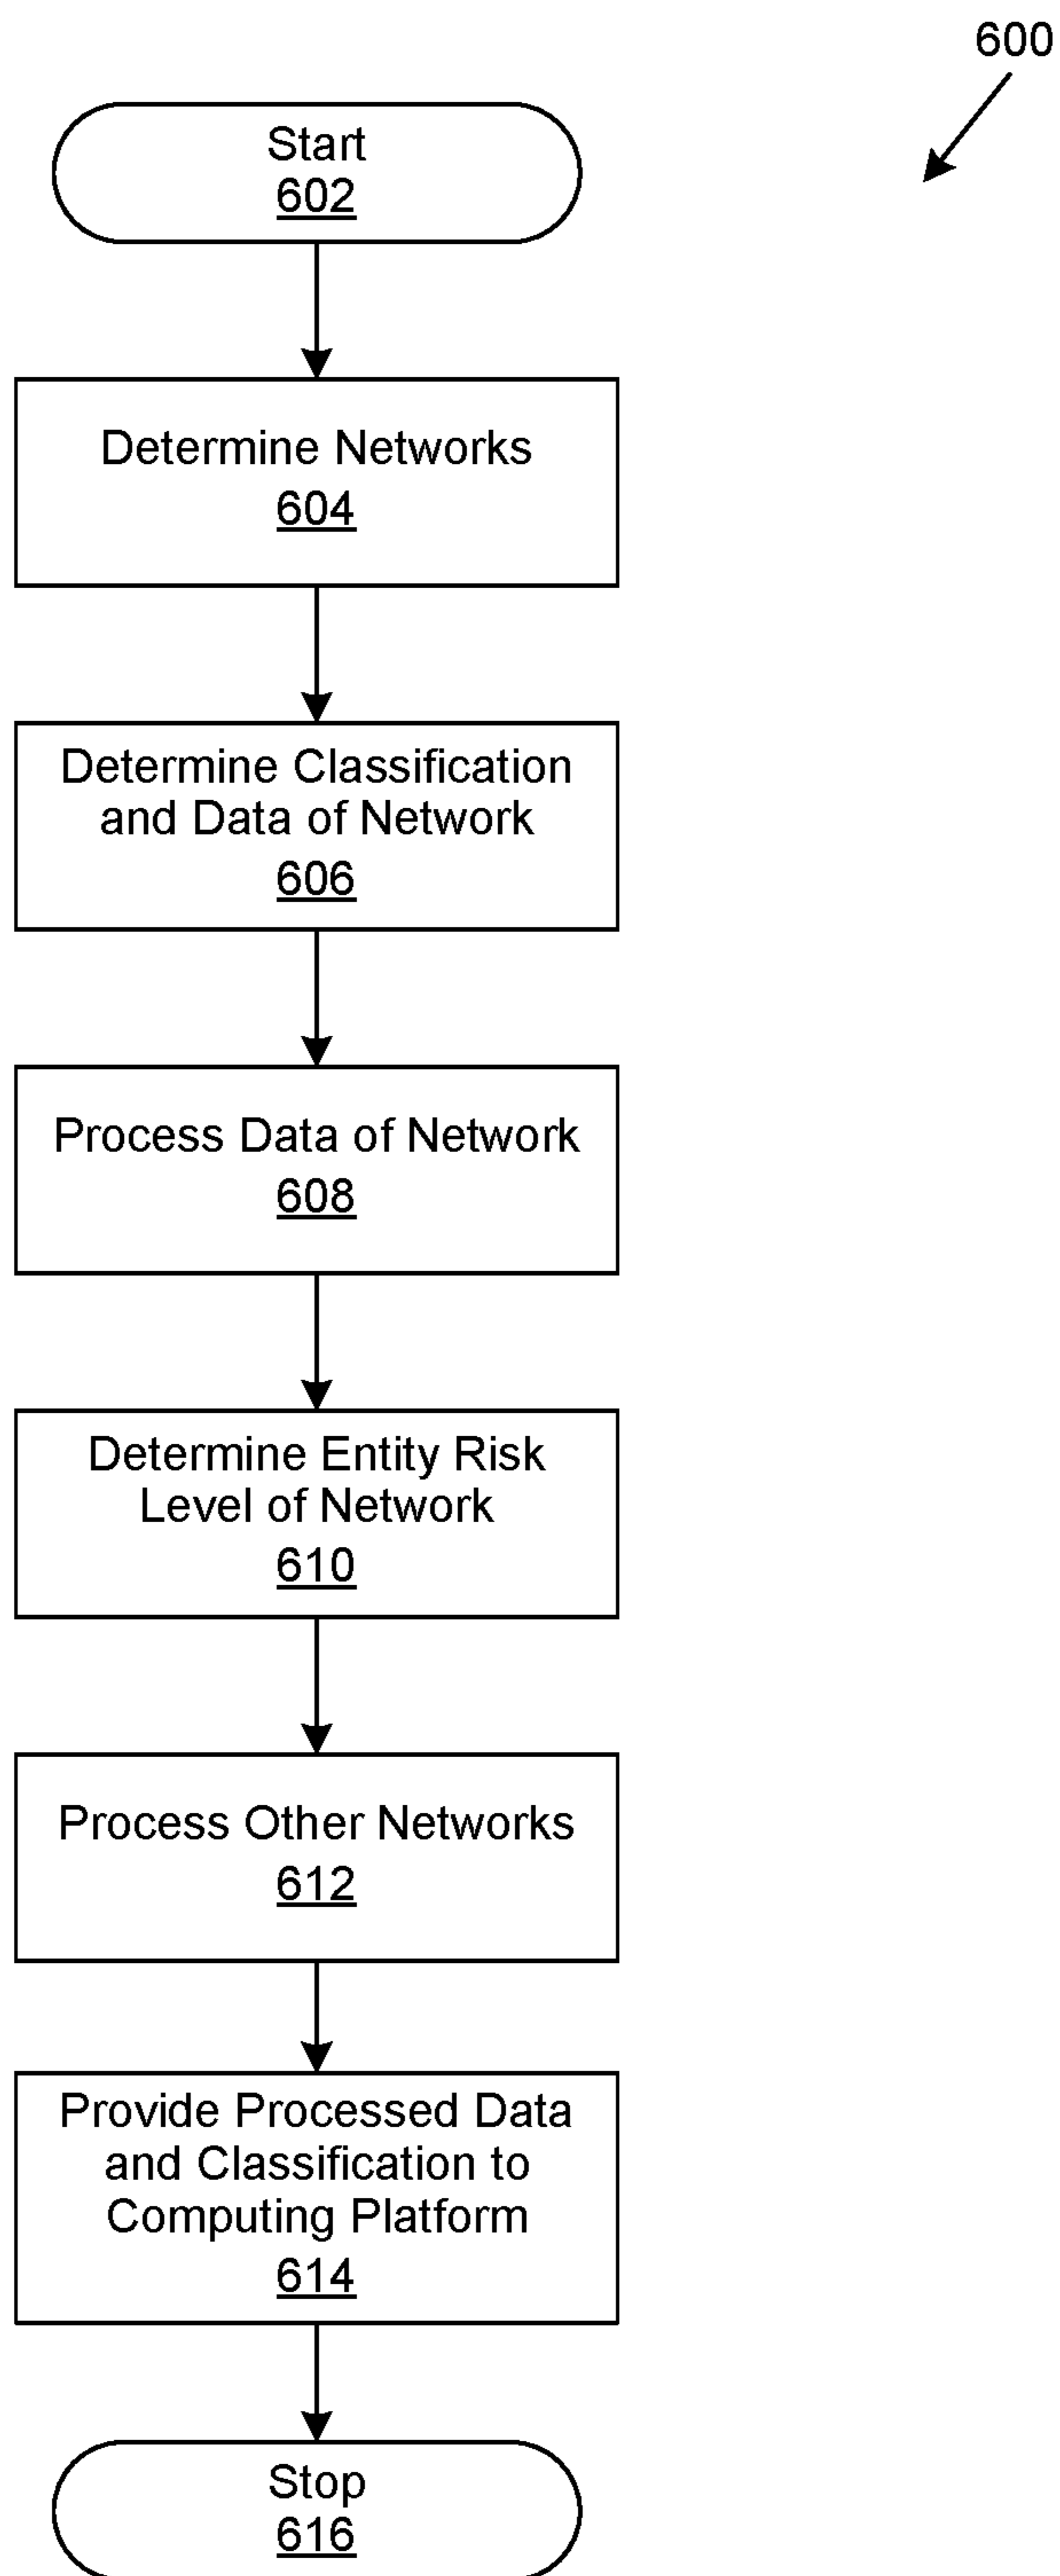 600
Start
602
Determine Networks
604
Determine Classification
and Data of Network
606
Process Data of Network
608
Determine Entity Risk
Level of Network
610
Process Other Networks
612
Provide Processed Data
and Classification to
Computing Platform
614
Stop
616